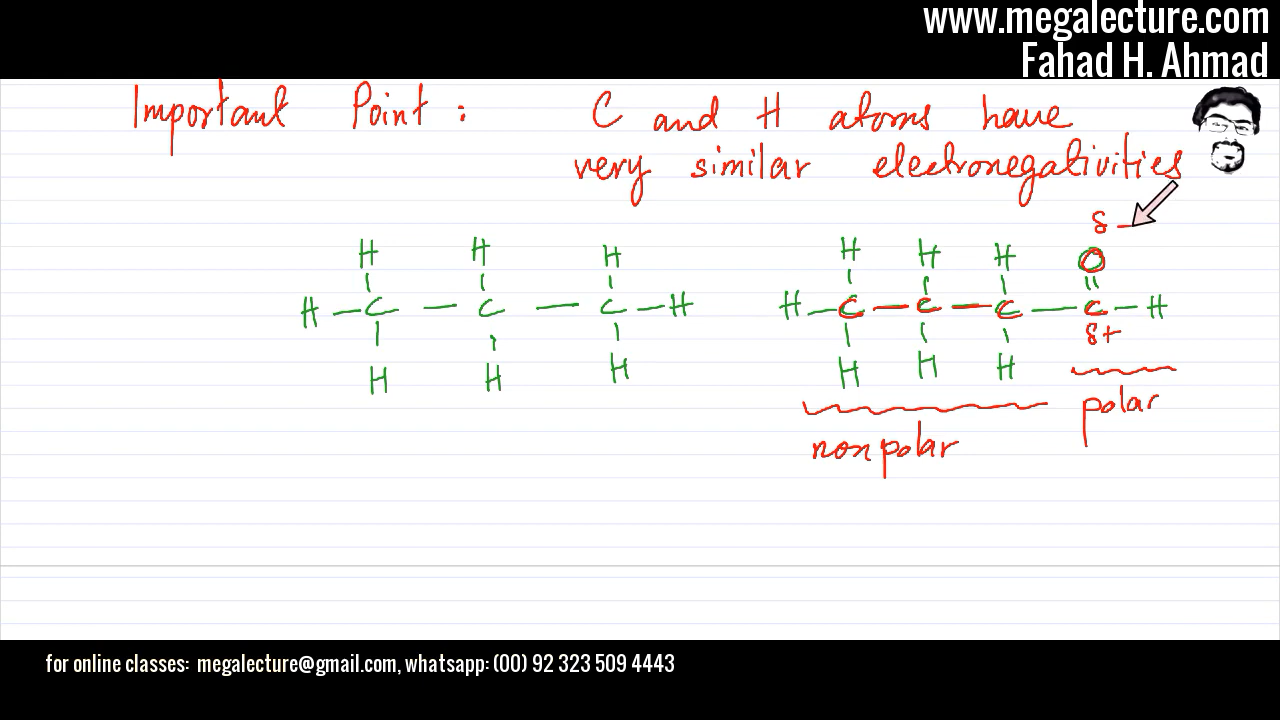 www.megalecture.com
Fahad H. Ahmad
Important Point : C and H atoms have
very similar electronegativities
δ −
H H H H H H O
H − C − C − C − H H − C − C − C − C − H
δ+
H H H H H H
polar
nonpolar
for online classes: megalecture@gmail.com, whatsapp: (00) 92 323 509 4443